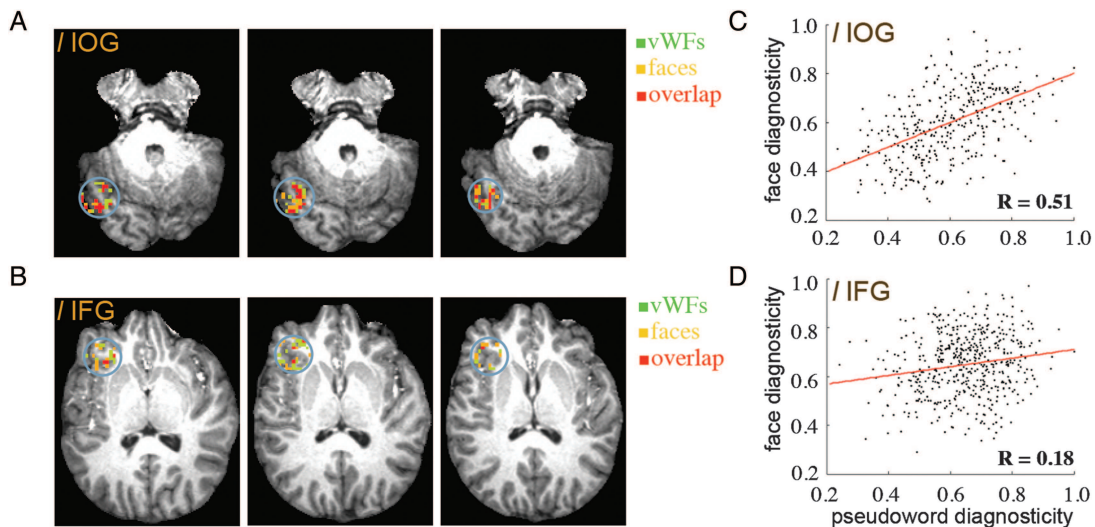 A
l IOG
vWFs
faces
overlap
B
l IFG
vWFs
faces
overlap
C
l IOG
face diagnosticity
1.0
0.8
0.6
0.4
0.2
R = 0.51
0.2 0.4 0.6 0.8 1.0
D
l IFG
face diagnosticity
1.0
0.8
0.6
0.4
0.2
R = 0.18
0.2 0.4 0.6 0.8 1.0
pseudoword diagnosticity